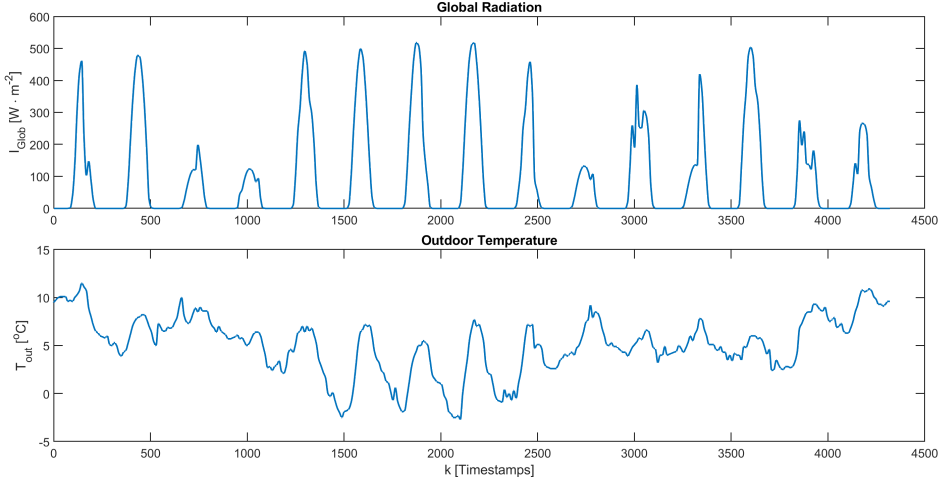 Global Radiation
600
500
400
300
200
100
0
I_Glob [W · m^-2]
0 500 1000 1500 2000 2500 3000 3500 4000 4500
Outdoor Temperature
15
10
5
0
-5
T_out [°C]
0 500 1000 1500 2000 2500 3000 3500 4000 4500
k [Timestamps]